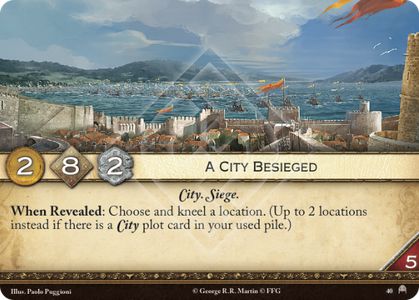 2 8 2 A City Besieged
City. Siege.
When Revealed: Choose and kneel a location. (Up to 2 locations
instead if there is a City plot card in your used pile.)
5
Illus. Paolo Puggioni © George R.R. Martin © FFG 40